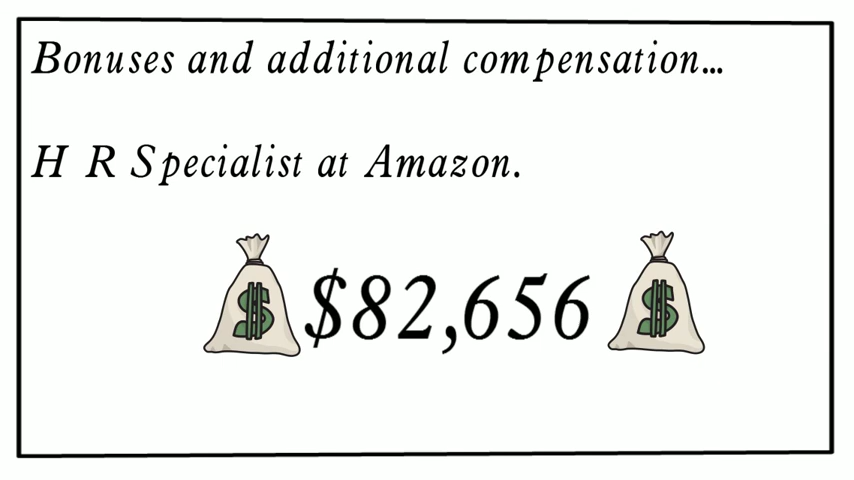 Bonuses and additional compensation...
H R Specialist at Amazon.
$82,656